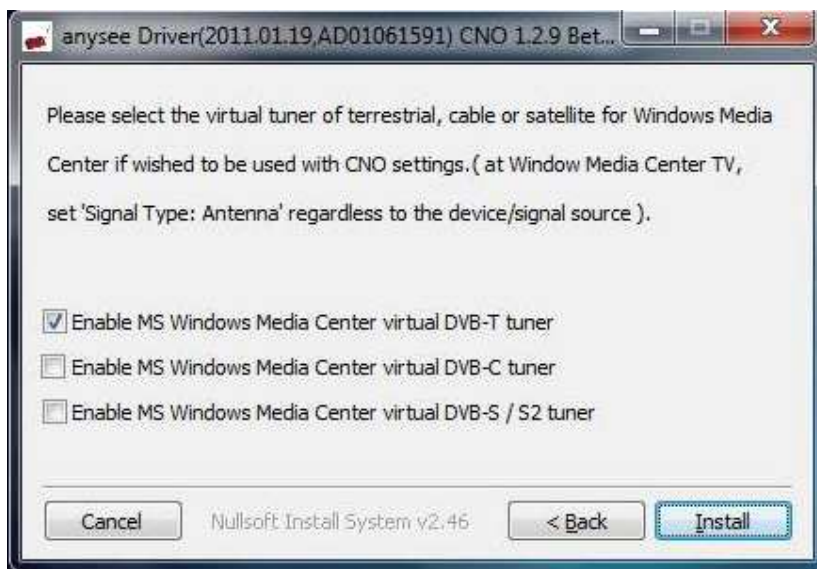 anysee Driver(2011.01.19,AD01061591) CNO 1.2.9 Bet...
Please select the virtual tuner of terrestrial, cable or satellite for Windows Media
Center if wished to be used with CNO settings.( at Window Media Center TV,
set 'Signal Type: Antenna' regardless to the device/signal source ).
Enable MS Windows Media Center virtual DVB-T tuner
Enable MS Windows Media Center virtual DVB-C tuner
Enable MS Windows Media Center virtual DVB-S / S2 tuner
Cancel Nullsoft Install System v2.46 < Back Install